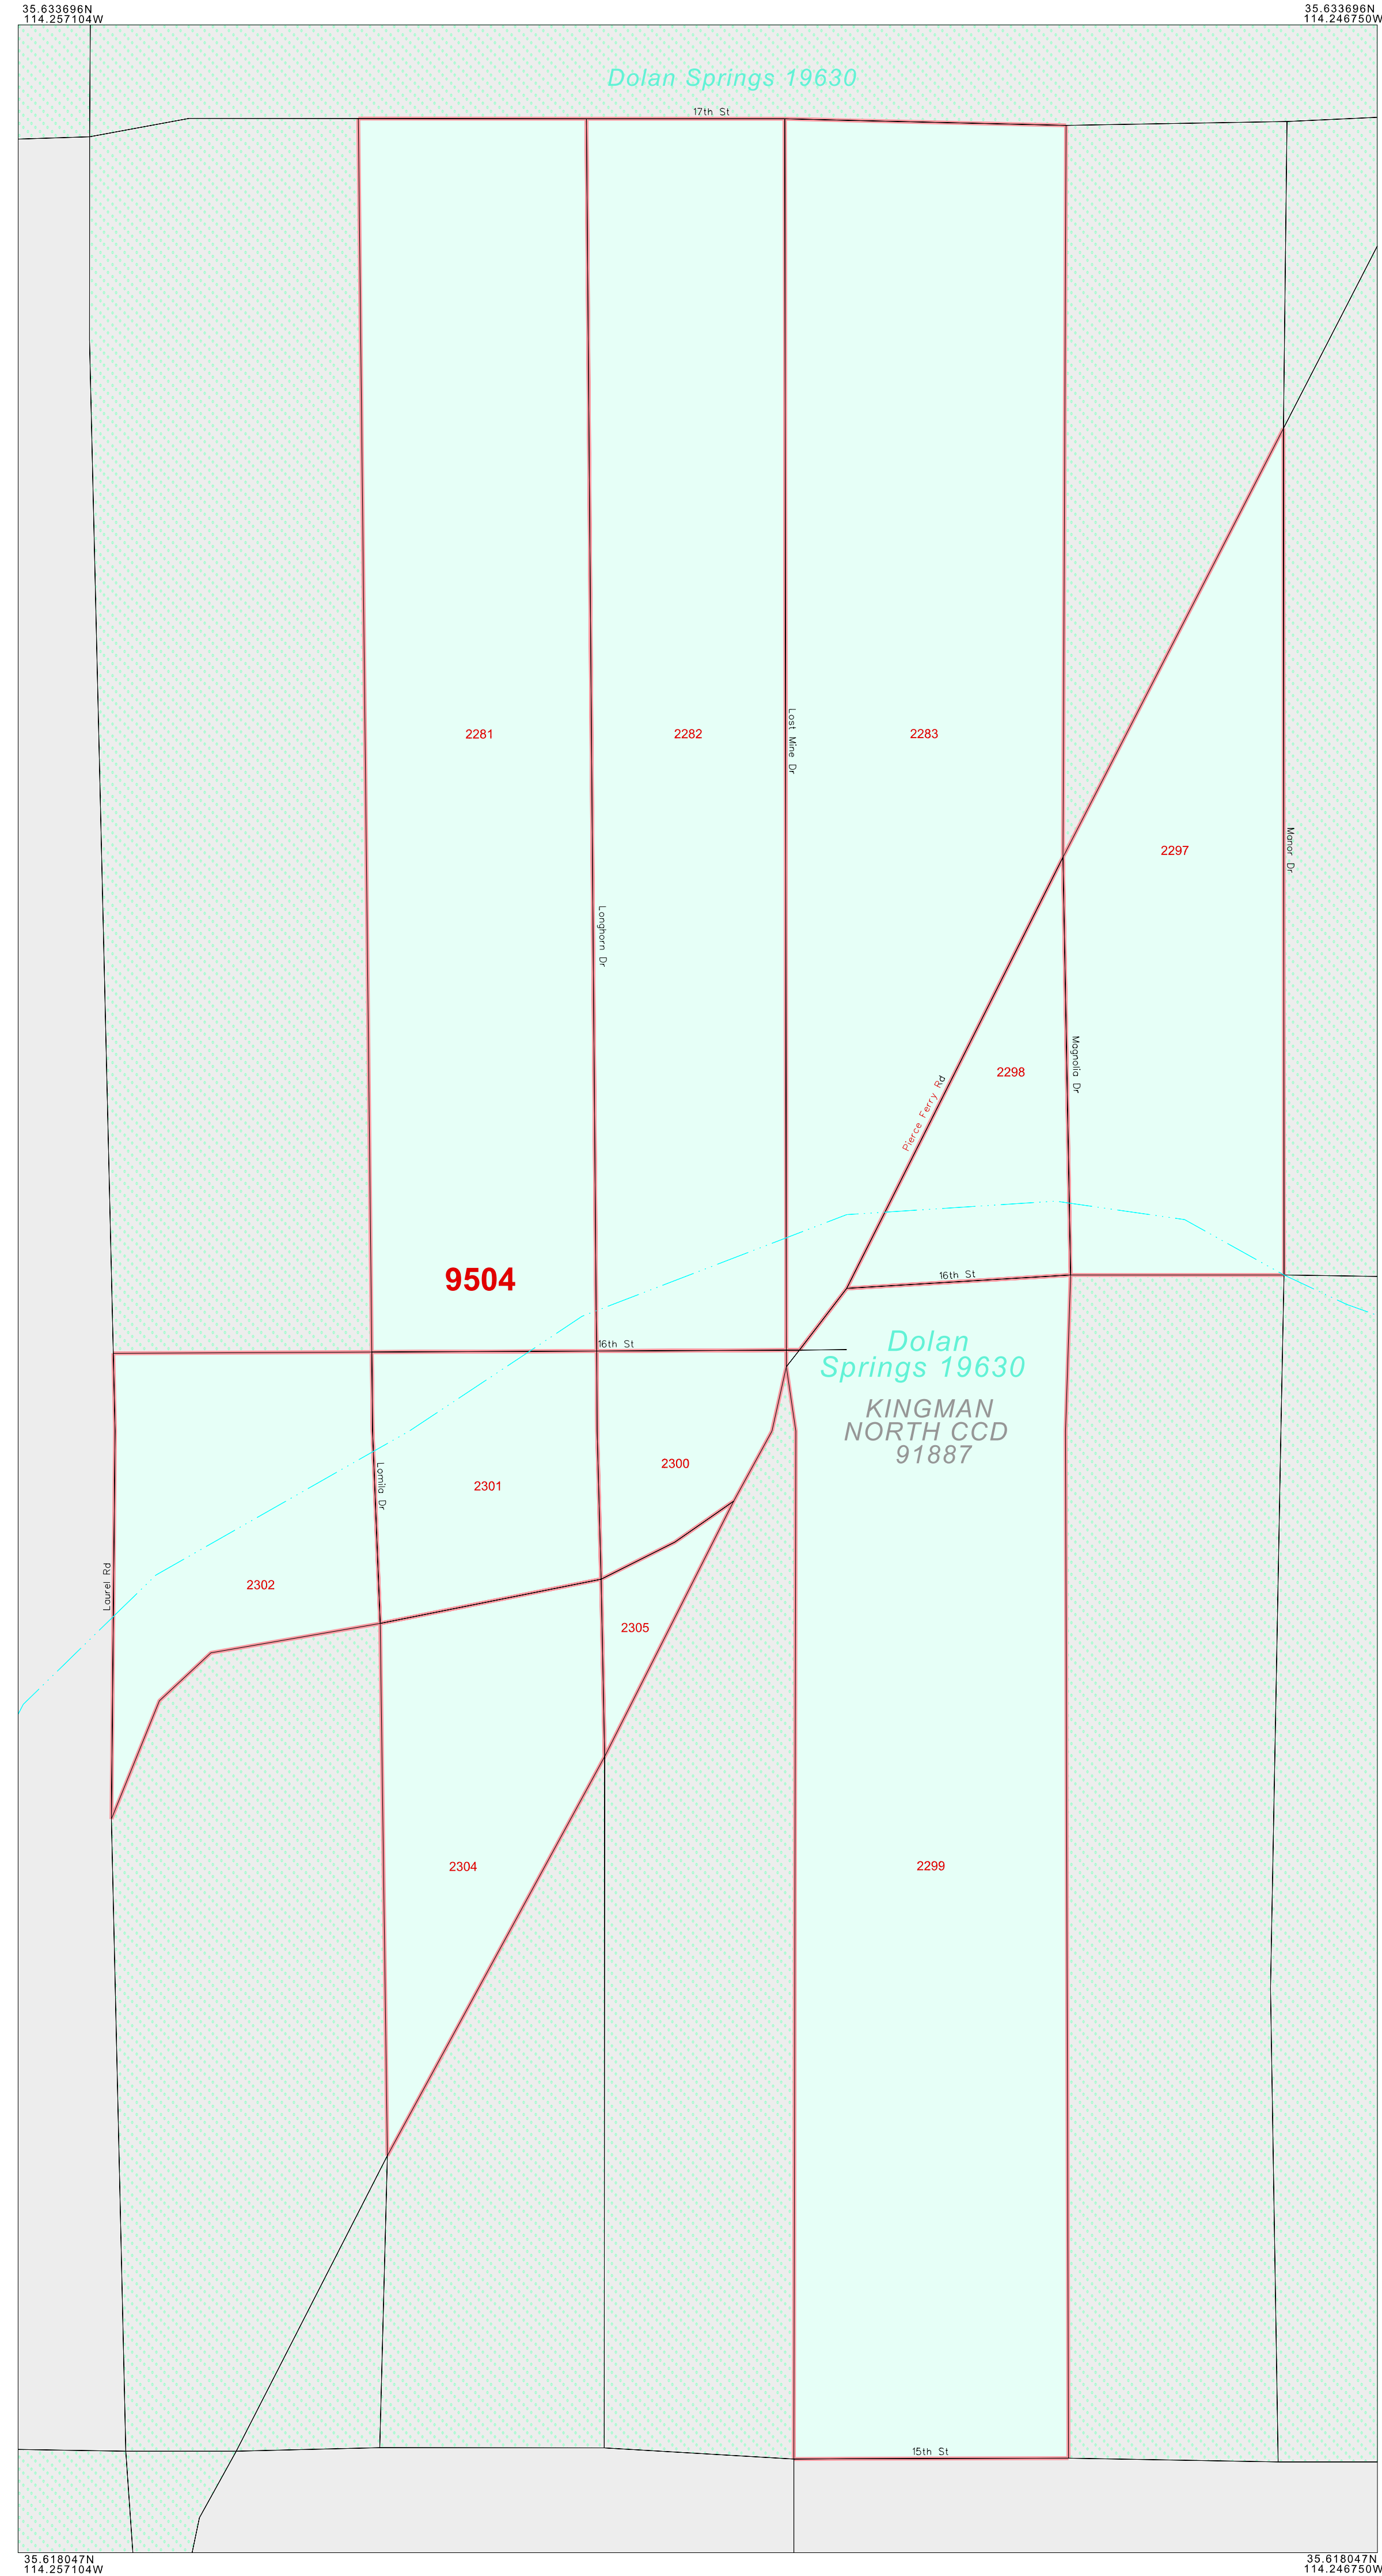 35.633696N
114.257104W
35.633696N
114.246750W
Dolan Springs 19630
17th St
2281
2282
Lost Mine Dr
2283
Manor Dr
2297
Longhorn Dr
Magnolia Dr
2298
Pierce Ferry Rd
9504
16th St
16th St
Dolan
Springs 19630
KINGMAN
NORTH CCD
91887
2300
2301
Lomila Dr
Laurel Rd
2302
2305
2304
2299
15th St
35.618047N
114.257104W
35.618047N
114.246750W